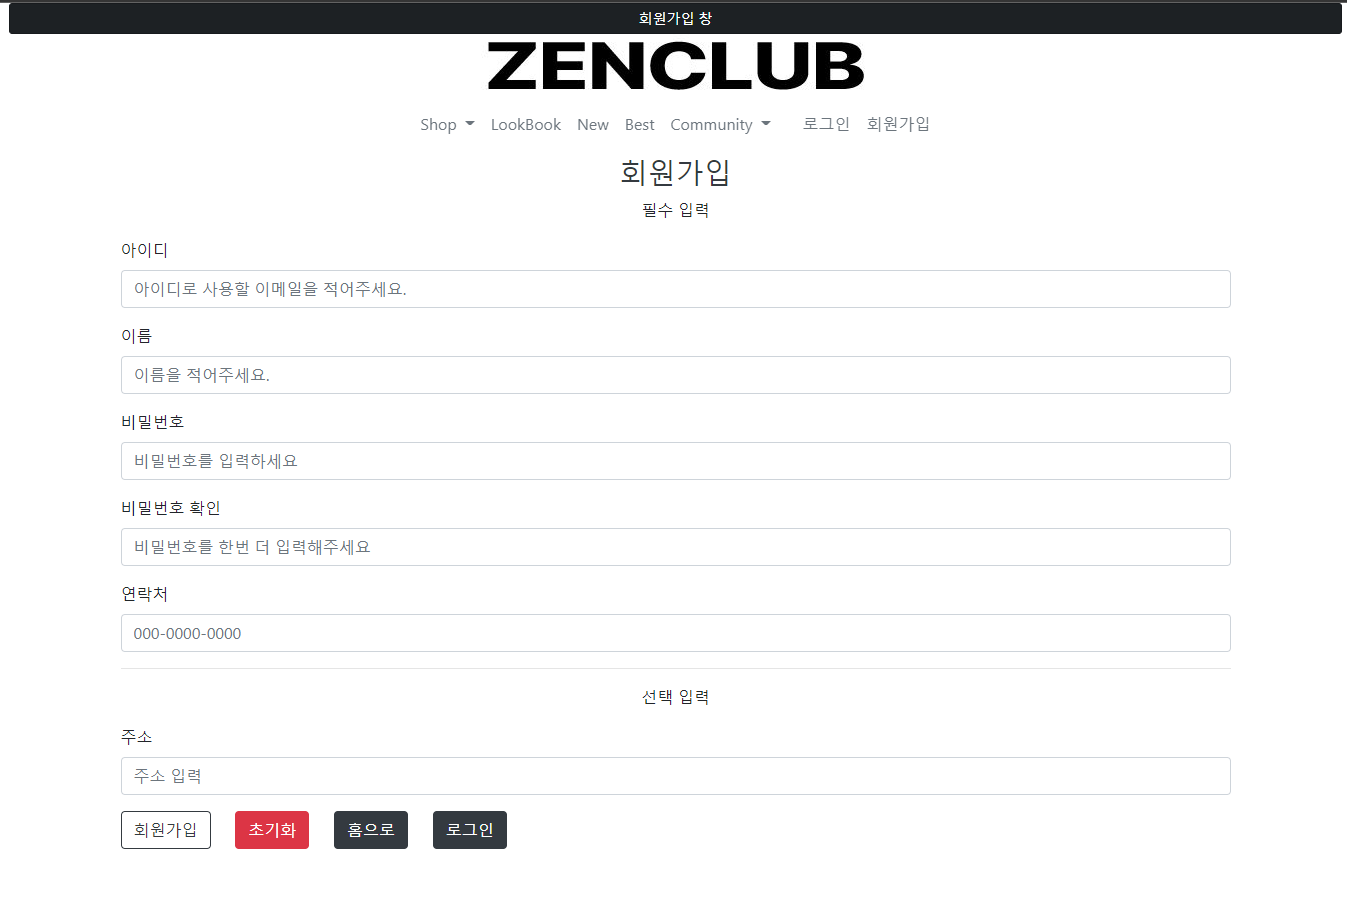 회원가입 창
ZENCLUB
Shop LookBook New Best Community 로그인 회원가입
회원가입
필수 입력
아이디
아이디로 사용할 이메일을 적어주세요.
이름
이름을 적어주세요.
비밀번호
비밀번호를 입력하세요
비밀번호 확인
비밀번호를 한번 더 입력해주세요
연락처
000-0000-0000
선택 입력
주소
주소 입력
회원가입 초기화 홈으로 로그인